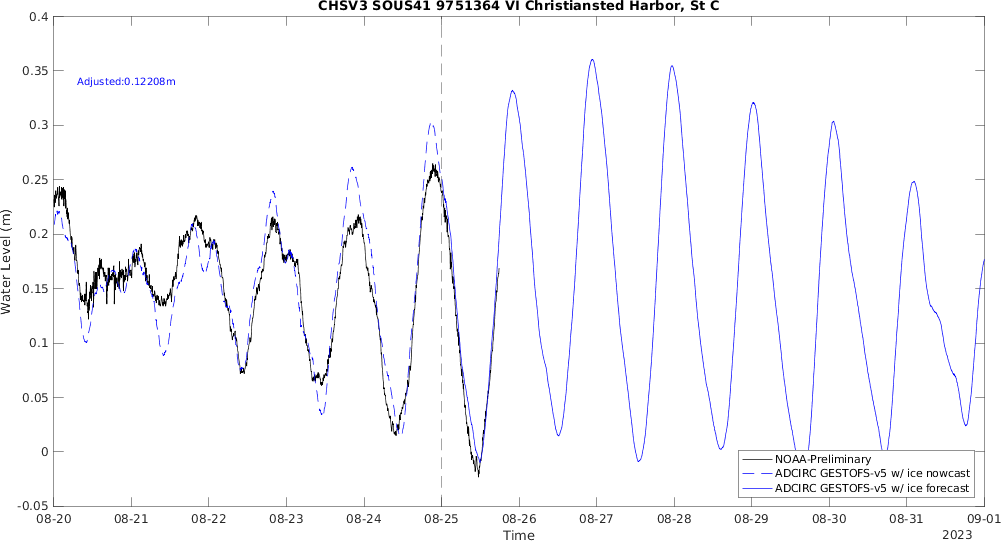 CHSV3 SOUS41 9751364 VI Christiansted Harbor, St C
Adjusted:0.12208m
Water Level (m)
0.4
0.35
0.3
0.25
0.2
0.15
0.1
0.05
0
-0.05
NOAA-Preliminary
ADCIRC GESTOFS-v5 w/ ice nowcast
ADCIRC GESTOFS-v5 w/ ice forecast
08-20 08-21 08-22 08-23 08-24 08-25 08-26 08-27 08-28 08-29 08-30 08-31 09-01
Time
2023